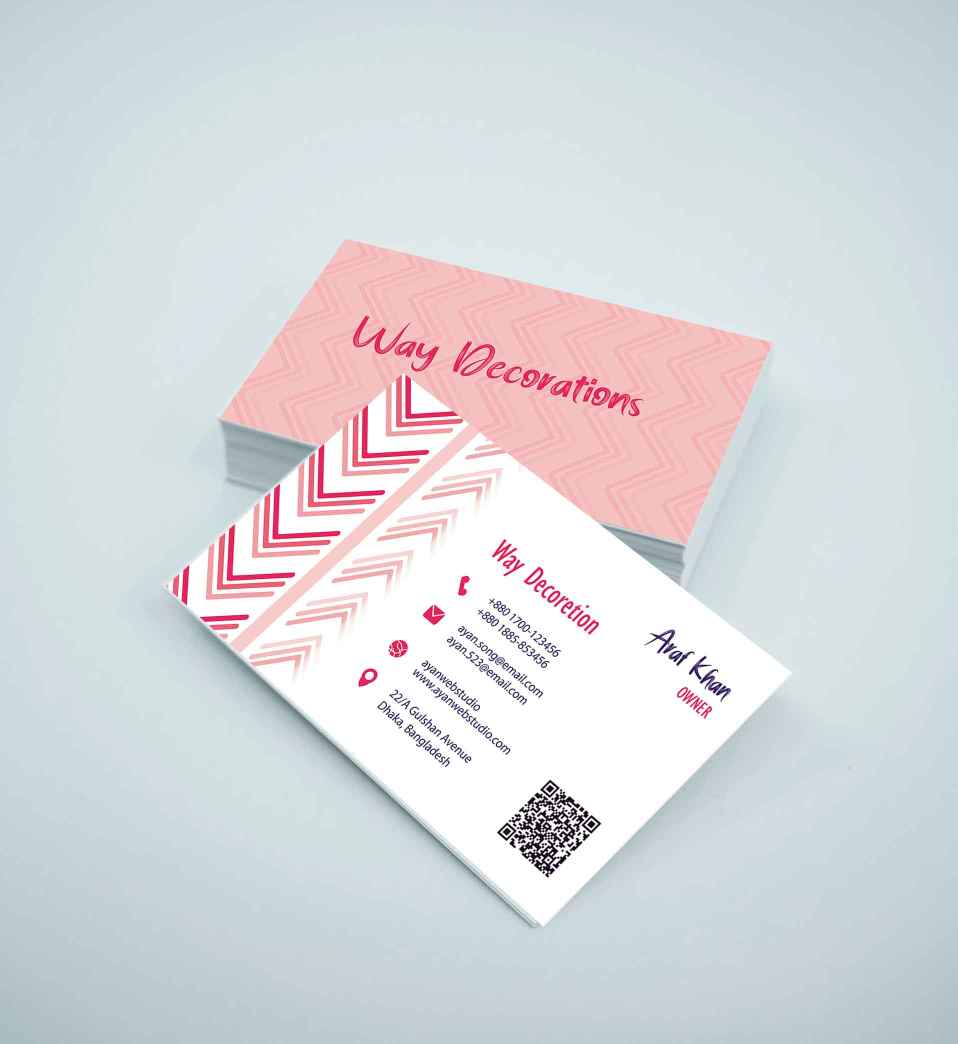 Way Decorations
Way Decoretion
+880 1700-123456
+880 1885-853456
ayan.song@email.com
ayan.523@email.com
ayanwebstudio
www.ayanwebstudio.com
22/A Gulshan Avenue
Dhaka, Bangladesh
Araf Khan
OWNER